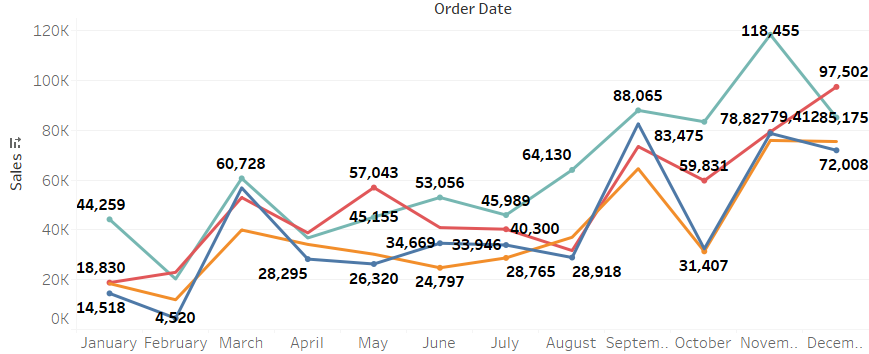 Order Date
120K
118,455
97,502
100K
88,065
78,827
79,412
85,175
80K
83,475
64,130
60,728
57,043
53,056
59,831
72,008
60K
44,259
45,155
45,989
40,300
40K
34,669
33,946
18,830
28,295
26,320
24,797
28,765
28,918
31,407
20K
14,518
4,520
0K
Sales
January February March April May June July August Septem.. October Novem.. Decem..